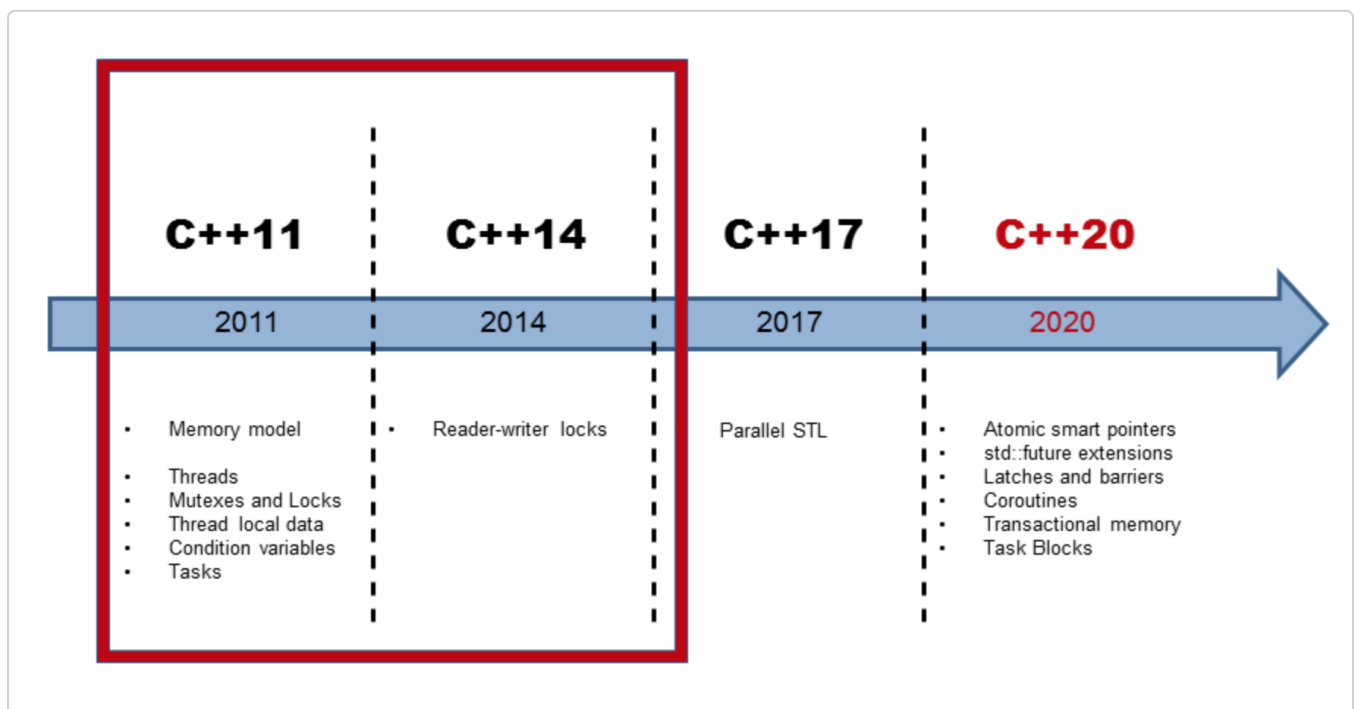 C++11
C++14
C++17
C++20
2011
2014
2017
2020
• Memory model
• Threads
• Mutexes and Locks
• Thread local data
• Condition variables
• Tasks
• Reader-writer locks
Parallel STL
• Atomic smart pointers
• std::future extensions
• Latches and barriers
• Coroutines
• Transactional memory
• Task Blocks